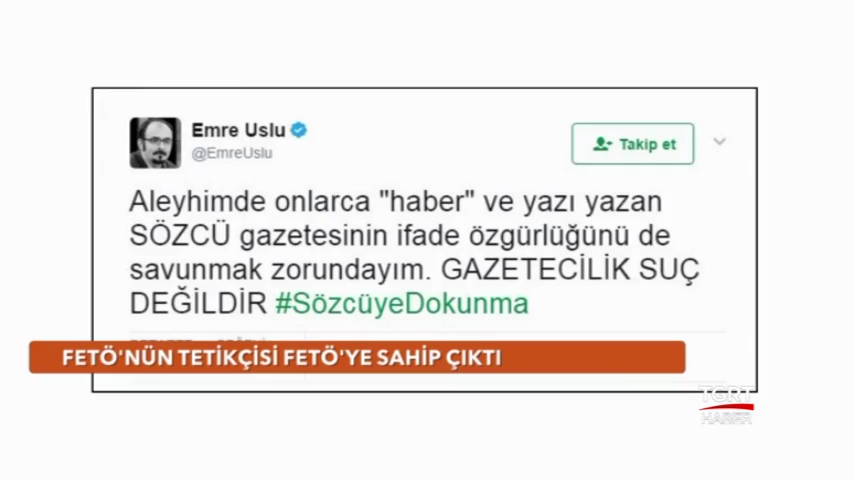 Emre Uslu
@EmreUslu
Takip et
Aleyhimde onlarca "haber" ve yazı yazan
SÖZCÜ gazetesinin ifade özgürlüğünü de
savunmak zorundayım. GAZETECİLİK SUÇ
DEĞİLDİR #SözcüyeDokunma
FETÖ'NÜN TETİKÇİSİ FETÖ'YE SAHİP ÇIKTI
TGRT
HABER